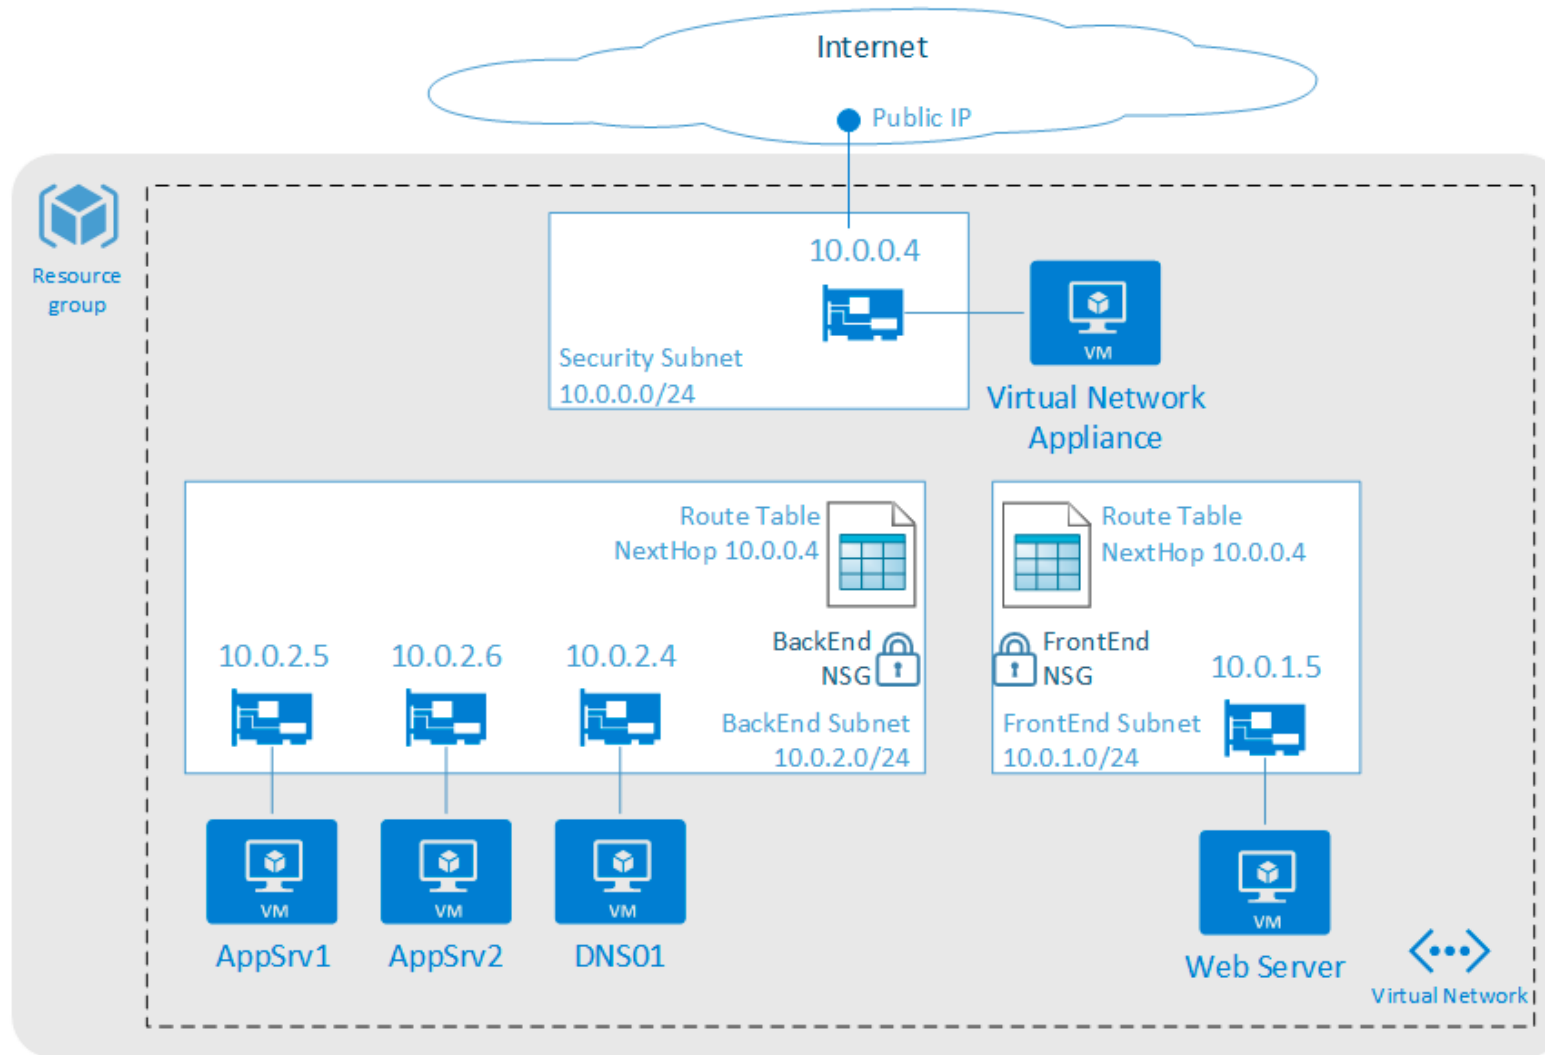 Internet
Public IP
Resource
group
10.0.0.4
Security Subnet
10.0.0.0/24
VM
Virtual Network
Appliance
Route Table
NextHop 10.0.0.4
BackEnd
NSG
10.0.2.5
10.0.2.6
10.0.2.4
BackEnd Subnet
10.0.2.0/24
VM
AppSrv1
VM
AppSrv2
VM
DNS01
Route Table
NextHop 10.0.0.4
FrontEnd
NSG
10.0.1.5
FrontEnd Subnet
10.0.1.0/24
VM
Web Server
Virtual Network